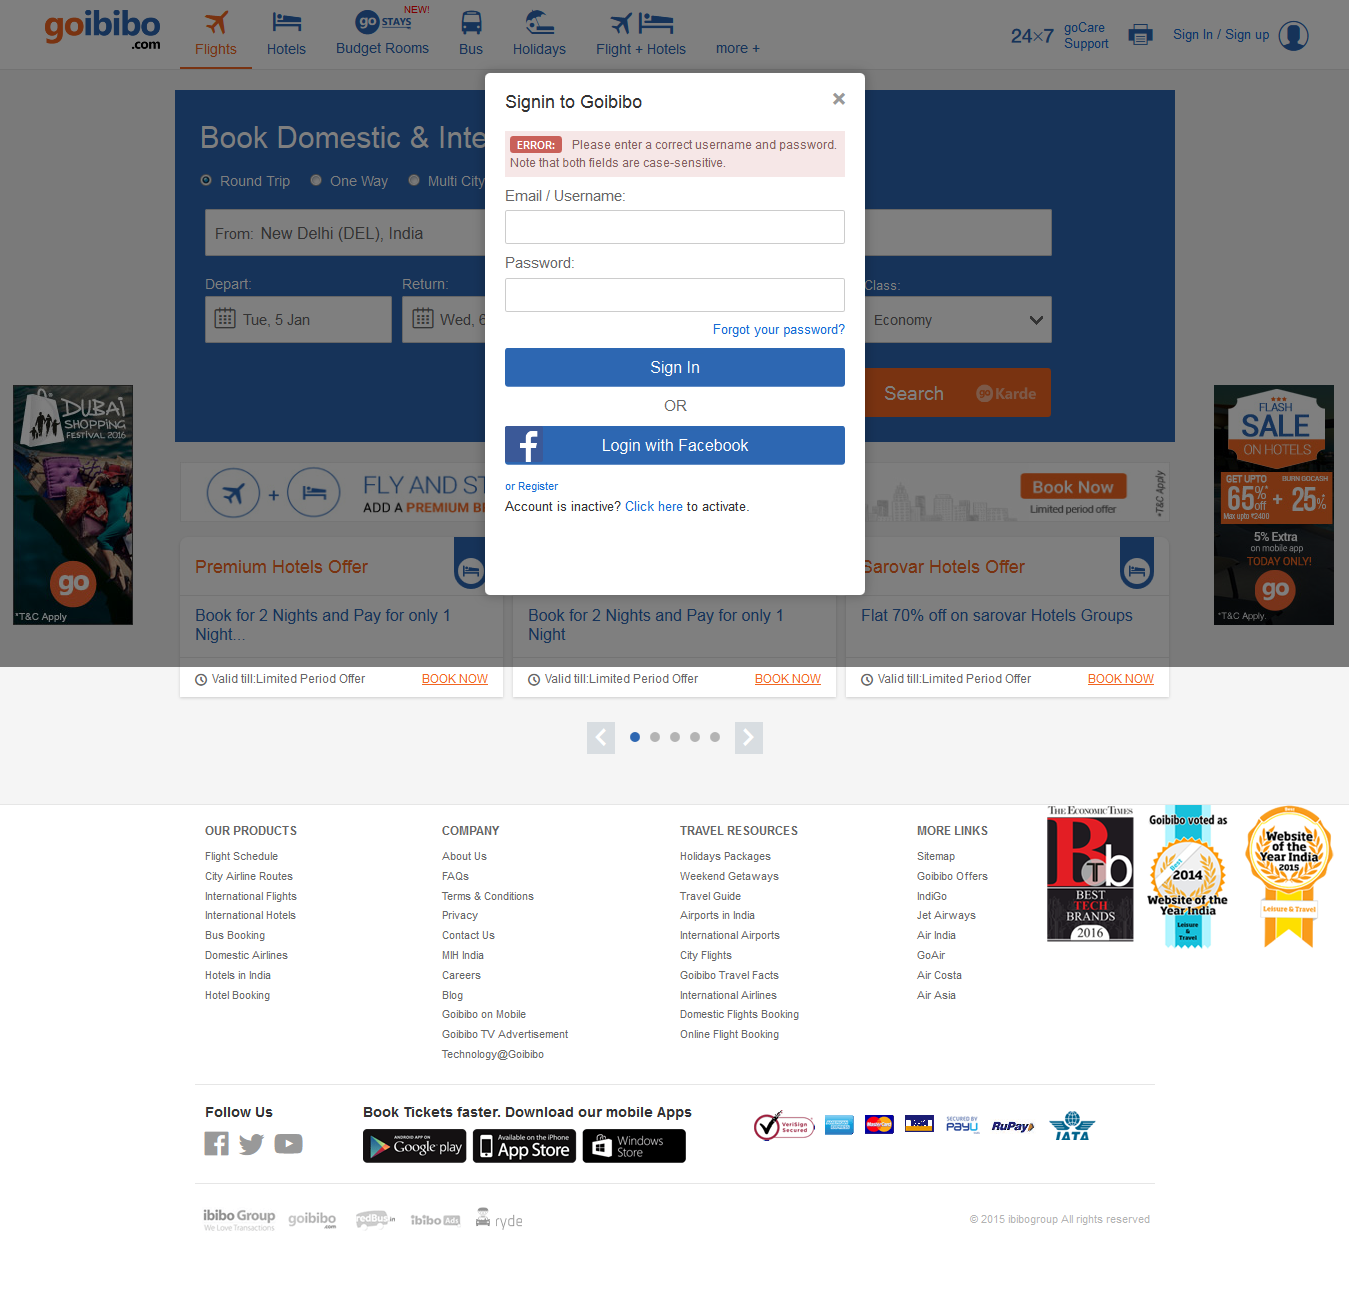 goibibo
.com
Flights
Hotels
go STAYS NEW!
Budget Rooms
Bus
Holidays
Flight + Hotels
more +
24×7 goCare
Support
Sign In / Sign up
Signin to Goibibo
ERROR: Please enter a correct username and password.
Note that both fields are case-sensitive.
Email / Username:
Password:
Forgot your password?
Sign In
OR
Login with Facebook
or Register
Account is inactive? Click here to activate.
Book Domestic & Inte
Round Trip One Way Multi City
From: New Delhi (DEL), India
Depart: Return: Class:
Tue, 5 Jan Wed, 6 Economy
Search go Karde
DUBAI
SHOPPING
FESTIVAL 2016
go
*T&C Apply
FLASH
SALE
ON HOTELS
GET UPTO BURN GOCASH
65%* off + 25%*
Max upto ₹2400
5% Extra
on mobile app
TODAY ONLY!
go
*T&C Apply.
FLY AND ST
ADD A PREMIUM BE
Book Now
Limited period offer
*T&C Apply
Premium Hotels Offer
Book for 2 Nights and Pay for only 1
Night...
Valid till:Limited Period Offer BOOK NOW
Book for 2 Nights and Pay for only 1
Night
Valid till:Limited Period Offer BOOK NOW
Sarovar Hotels Offer
Flat 70% off on sarovar Hotels Groups
Valid till:Limited Period Offer BOOK NOW
OUR PRODUCTS
Flight Schedule
City Airline Routes
International Flights
International Hotels
Bus Booking
Domestic Airlines
Hotels in India
Hotel Booking
COMPANY
About Us
FAQs
Terms & Conditions
Privacy
Contact Us
MIH India
Careers
Blog
Goibibo on Mobile
Goibibo TV Advertisement
Technology@Goibibo
TRAVEL RESOURCES
Holidays Packages
Weekend Getaways
Travel Guide
Airports in India
International Airports
City Flights
Goibibo Travel Facts
International Airlines
Domestic Flights Booking
Online Flight Booking
MORE LINKS
Sitemap
Goibibo Offers
IndiGo
Jet Airways
Air India
GoAir
Air Costa
Air Asia
THE ECONOMIC TIMES
BTb
BEST
TECH
BRANDS
2016
Goibibo voted as
Best
2014
Website of the
Year India
Leisure &
Travel
Best
Website
of the
Year India
2015
Leisure & Travel
Follow Us
Book Tickets faster. Download our mobile Apps
ANDROID APP ON
Google play
Available on the iPhone
App Store
Windows
Store
VeriSign
Secured
MasterCard
SECURED BY
PayU
RuPay
IATA
ibibo Group
We Love Transactions
goibibo
.com
redBus.in
ibibo Ads
ryde
© 2015 ibibogroup All rights reserved